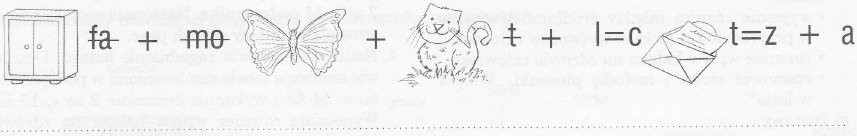 fa + mo + t + l=c t=z + a